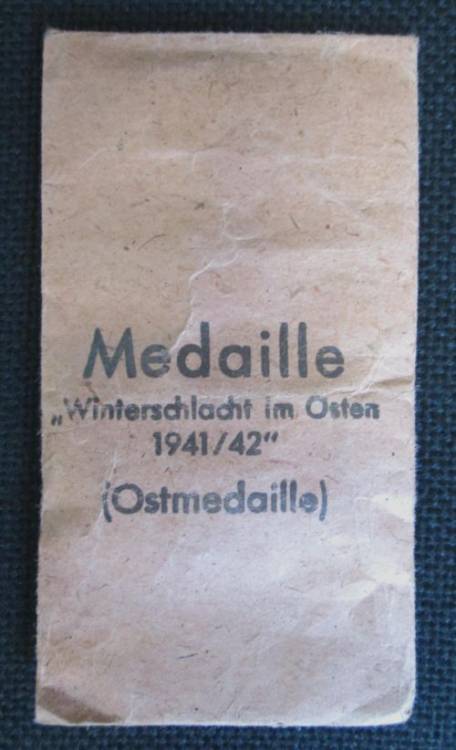 Medaille
„Winterschlacht im Osten
1941/42”
(Ostmedaille)